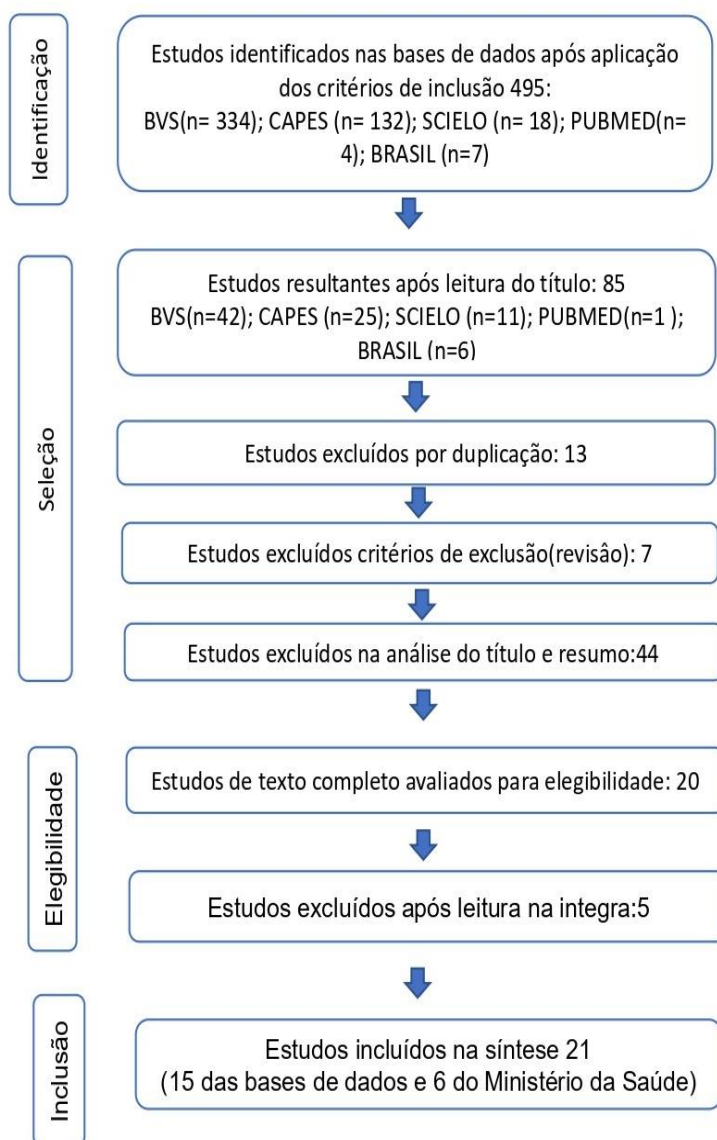 Identificação
Estudos identificados nas bases de dados após aplicação
dos critérios de inclusão 495:
BVS(n= 334); CAPES (n= 132); SCIELO (n= 18); PUBMED(n=
4); BRASIL (n=7)
Seleção
Estudos resultantes após leitura do título: 85
BVS(n=42); CAPES (n=25); SCIELO (n=11); PUBMED(n=1 );
BRASIL (n=6)
Estudos excluídos por duplicação: 13
Estudos excluídos critérios de exclusão(revisâo): 7
Estudos excluídos na análise do título e resumo:44
Elegibilidade
Estudos de texto completo avaliados para elegibilidade: 20
Estudos excluídos após leitura na integra:5
Inclusão
Estudos incluídos na síntese 21
(15 das bases de dados e 6 do Ministério da Saúde)